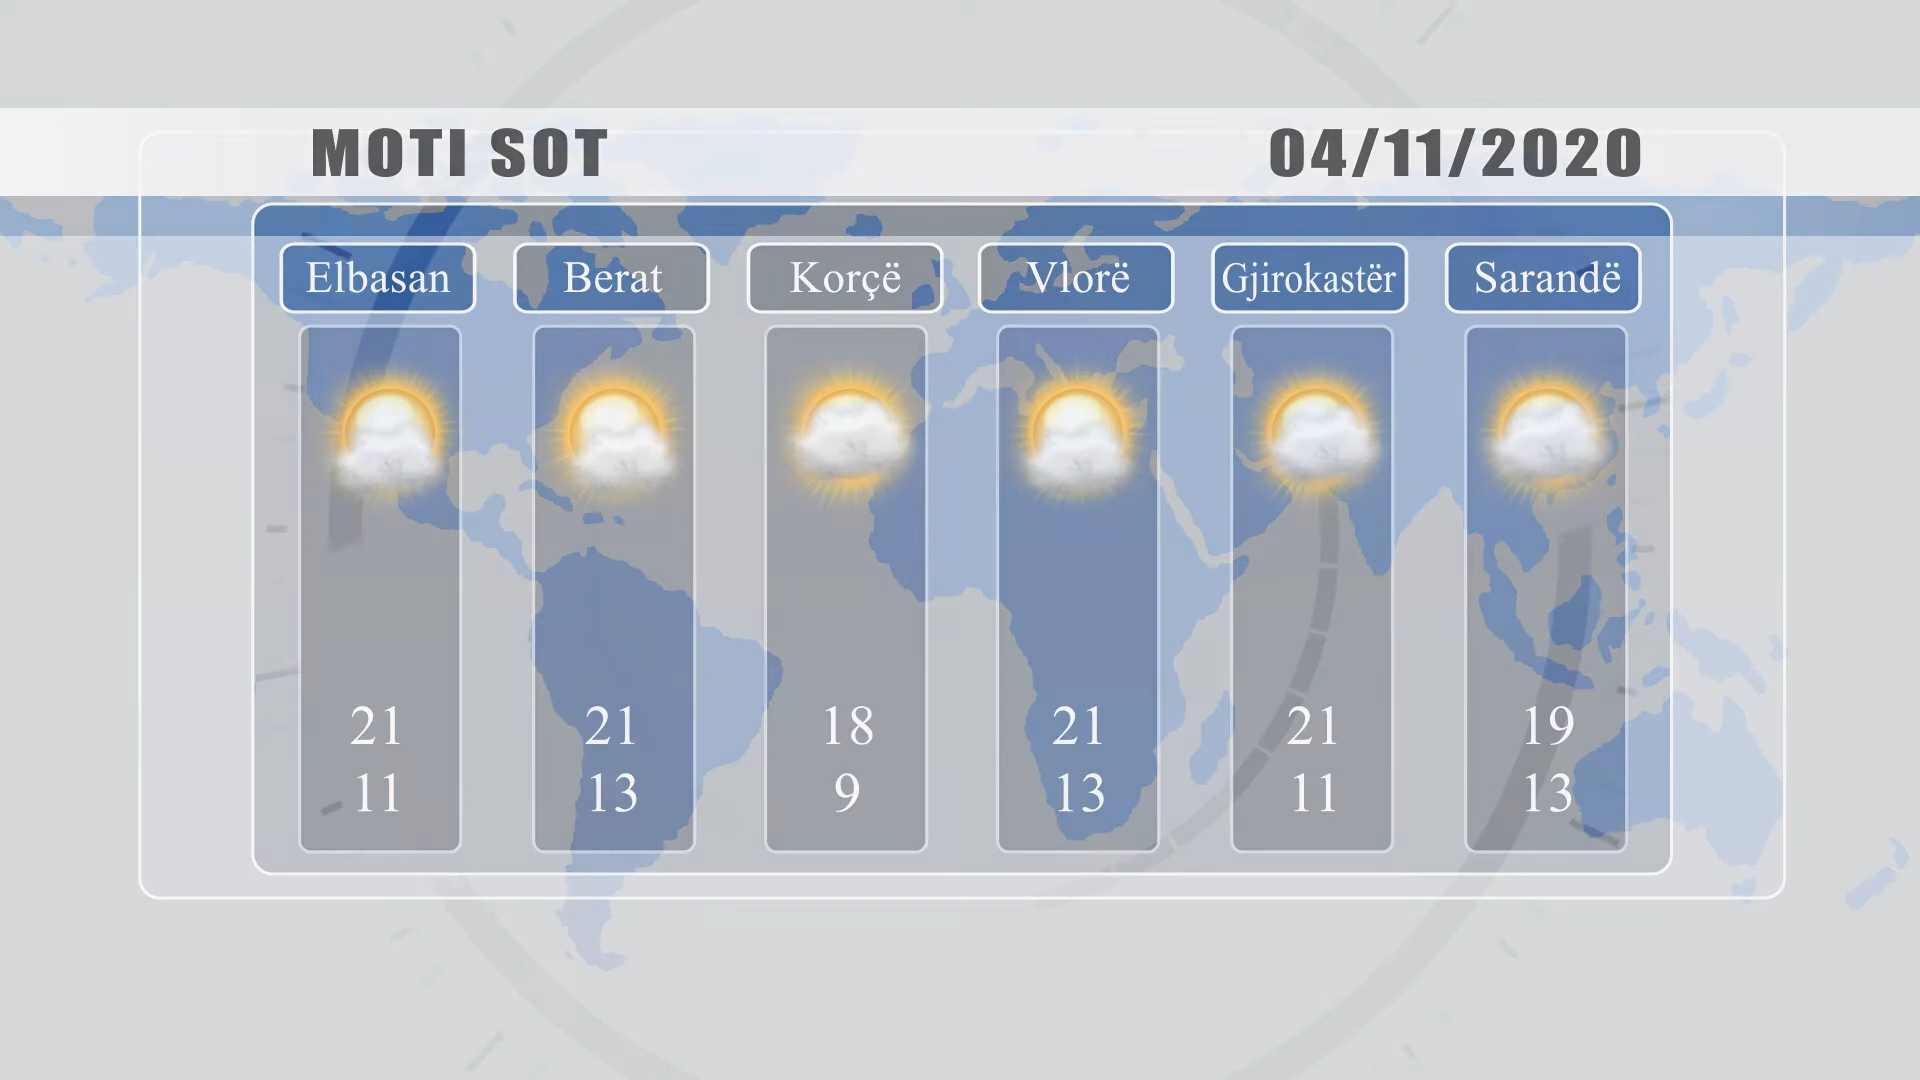 MOTI SOT 04/11/2020
Elbasan Berat Korçë Vlorë Gjirokastër Sarandë
21 21 18 21 21 19
11 13 9 13 11 13